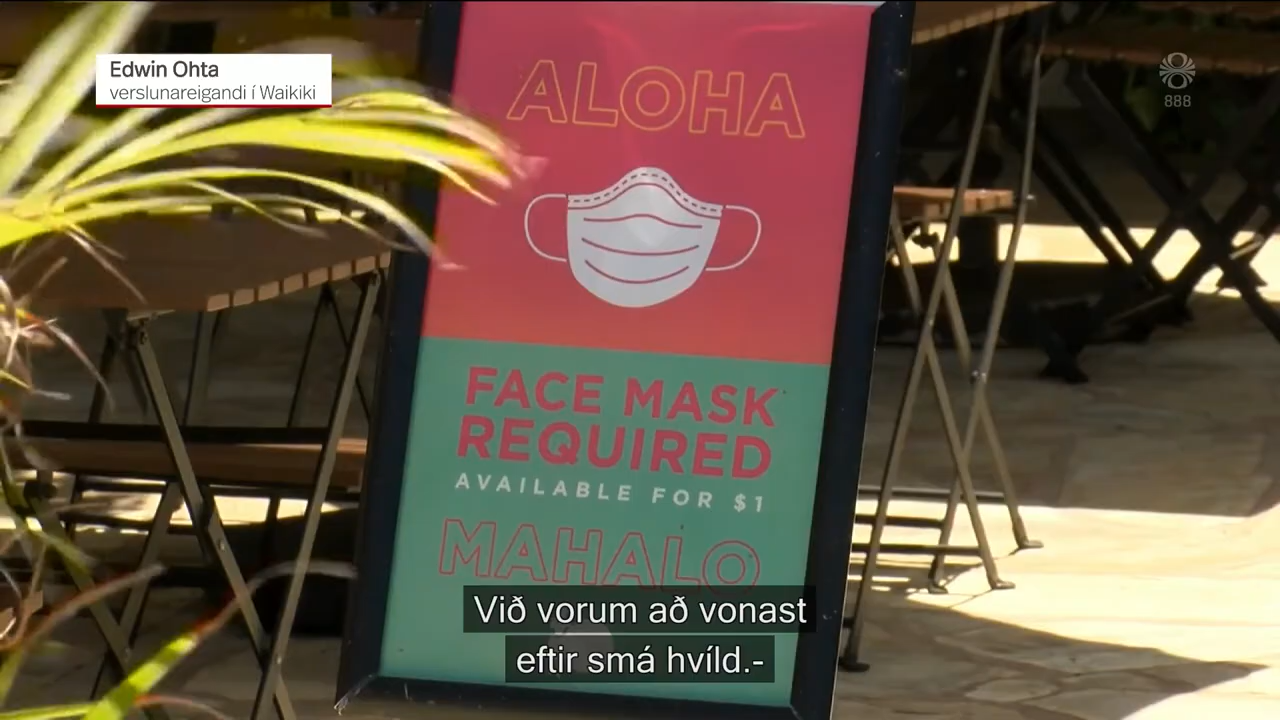 Edwin Ohta
verslunareigandi í Waikiki
888
ALOHA
FACE MASK
REQUIRED
AVAILABLE FOR $1
MAHALO
Við vorum að vonast
eftir smá hvíld.-